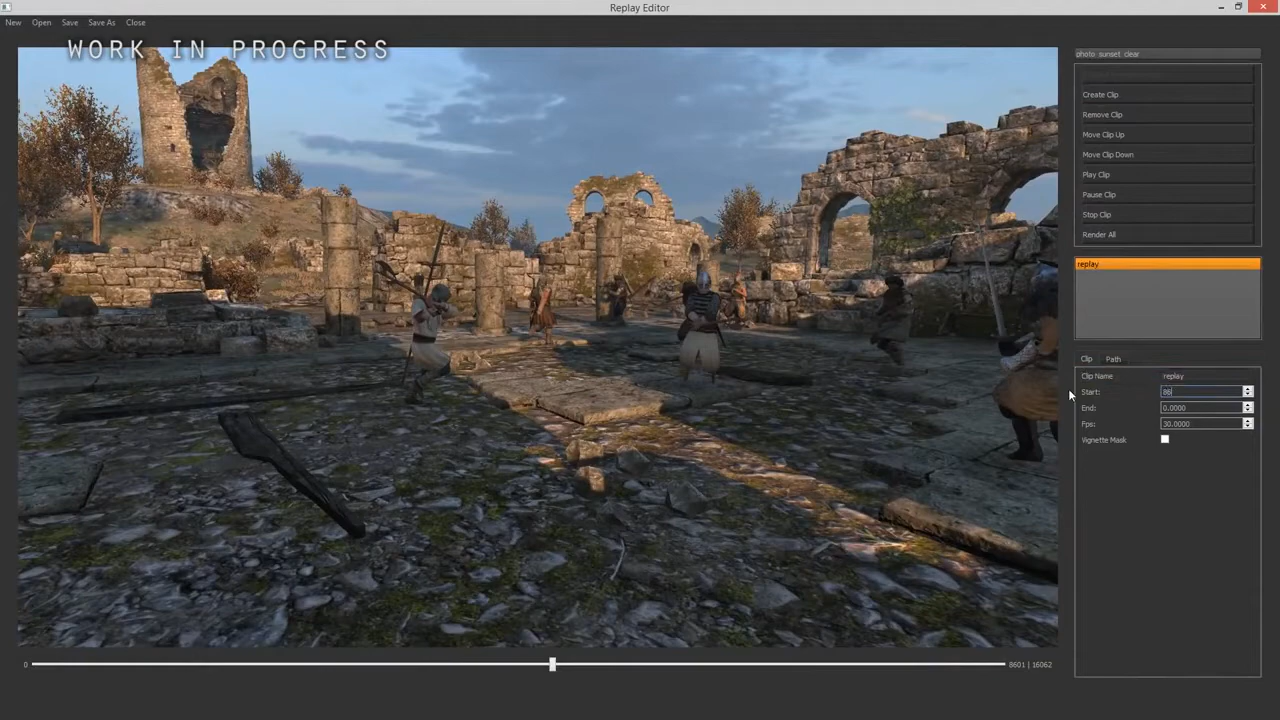 Replay Editor
New Open Save Save As Close
WORK IN PROGRESS
photo sunset clear
Create Clip
Remove Clip
Move Clip Up
Move Clip Down
Play Clip
Pause Clip
Stop Clip
Render All
replay
Clip Path
Clip Name replay
Start: 86
End: 0.0000
Fps: 30.0000
Vignette Mask
0 8601 | 16062